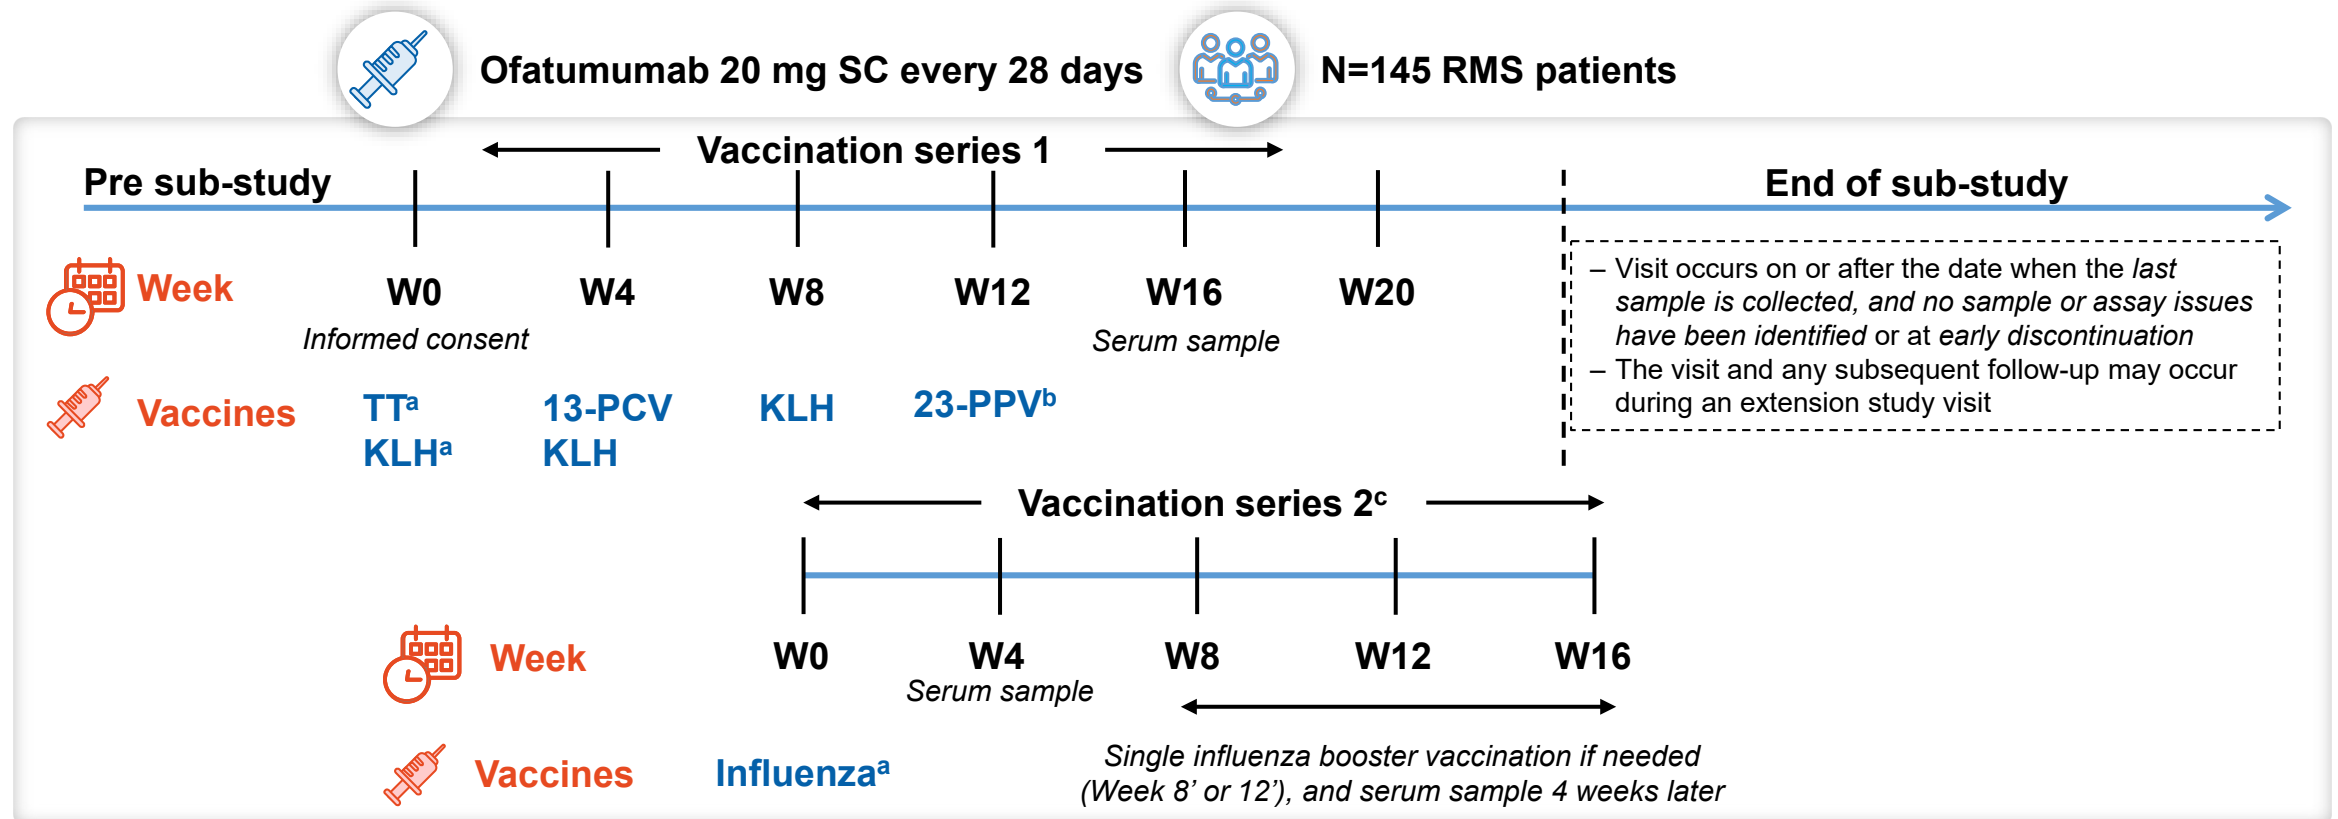 Ofatumumab 20 mg SC every 28 days
N=145 RMS patients
Vaccination series 1
Pre sub-study
End of sub-study
Week
W0
W4
W8
W12
W16
W20
Informed consent
Serum sample
– Visit occurs on or after the date when the last
sample is collected, and no sample or assay issues
have been identified or at early discontinuation
– The visit and any subsequent follow-up may occur
during an extension study visit
Vaccines
TTᵃ
KLHᵃ
13-PCV
KLH
KLH
23-PPVᵇ
Vaccination series 2ᶜ
Week
W0
W4
W8
W12
W16
Serum sample
Vaccines
Influenzaᵃ
Single influenza booster vaccination if needed
(Week 8’ or 12’), and serum sample 4 weeks later